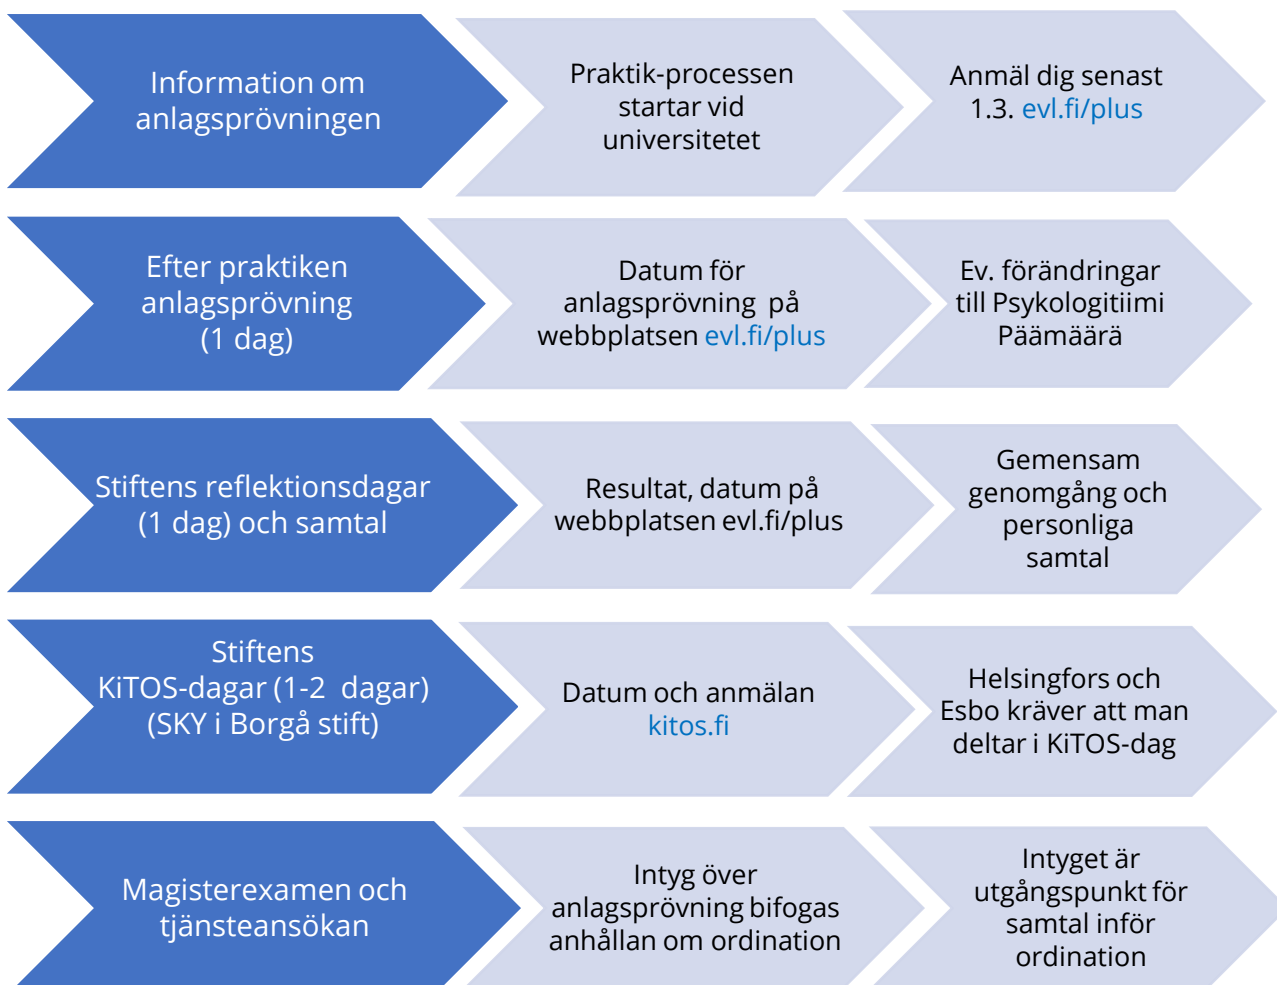 Information om
anlagsprövningen
Praktik-processen
startar vid
universitetet
Anmäl dig senast
1.3. evl.fi/plus
Efter praktiken
anlagsprövning
(1 dag)
Datum för
anlagsprövning på
webbplatsen evl.fi/plus
Ev. förändringar
till Psykologitiimi
Päämäärä
Stiftens reflektionsdagar
(1 dag) och samtal
Resultat, datum på
webbplatsen evl.fi/plus
Gemensam
genomgång och
personliga
samtal
Stiftens
KiTOS-dagar (1-2 dagar)
(SKY i Borgå stift)
Datum och anmälan
kitos.fi
Helsingfors och
Esbo kräver att man
deltar i KiTOS-dag
Magisterexamen och
tjänsteansökan
Intyg över
anlagsprövning bifogas
anhållan om ordination
Intyget är
utgångspunkt för
samtal inför
ordination